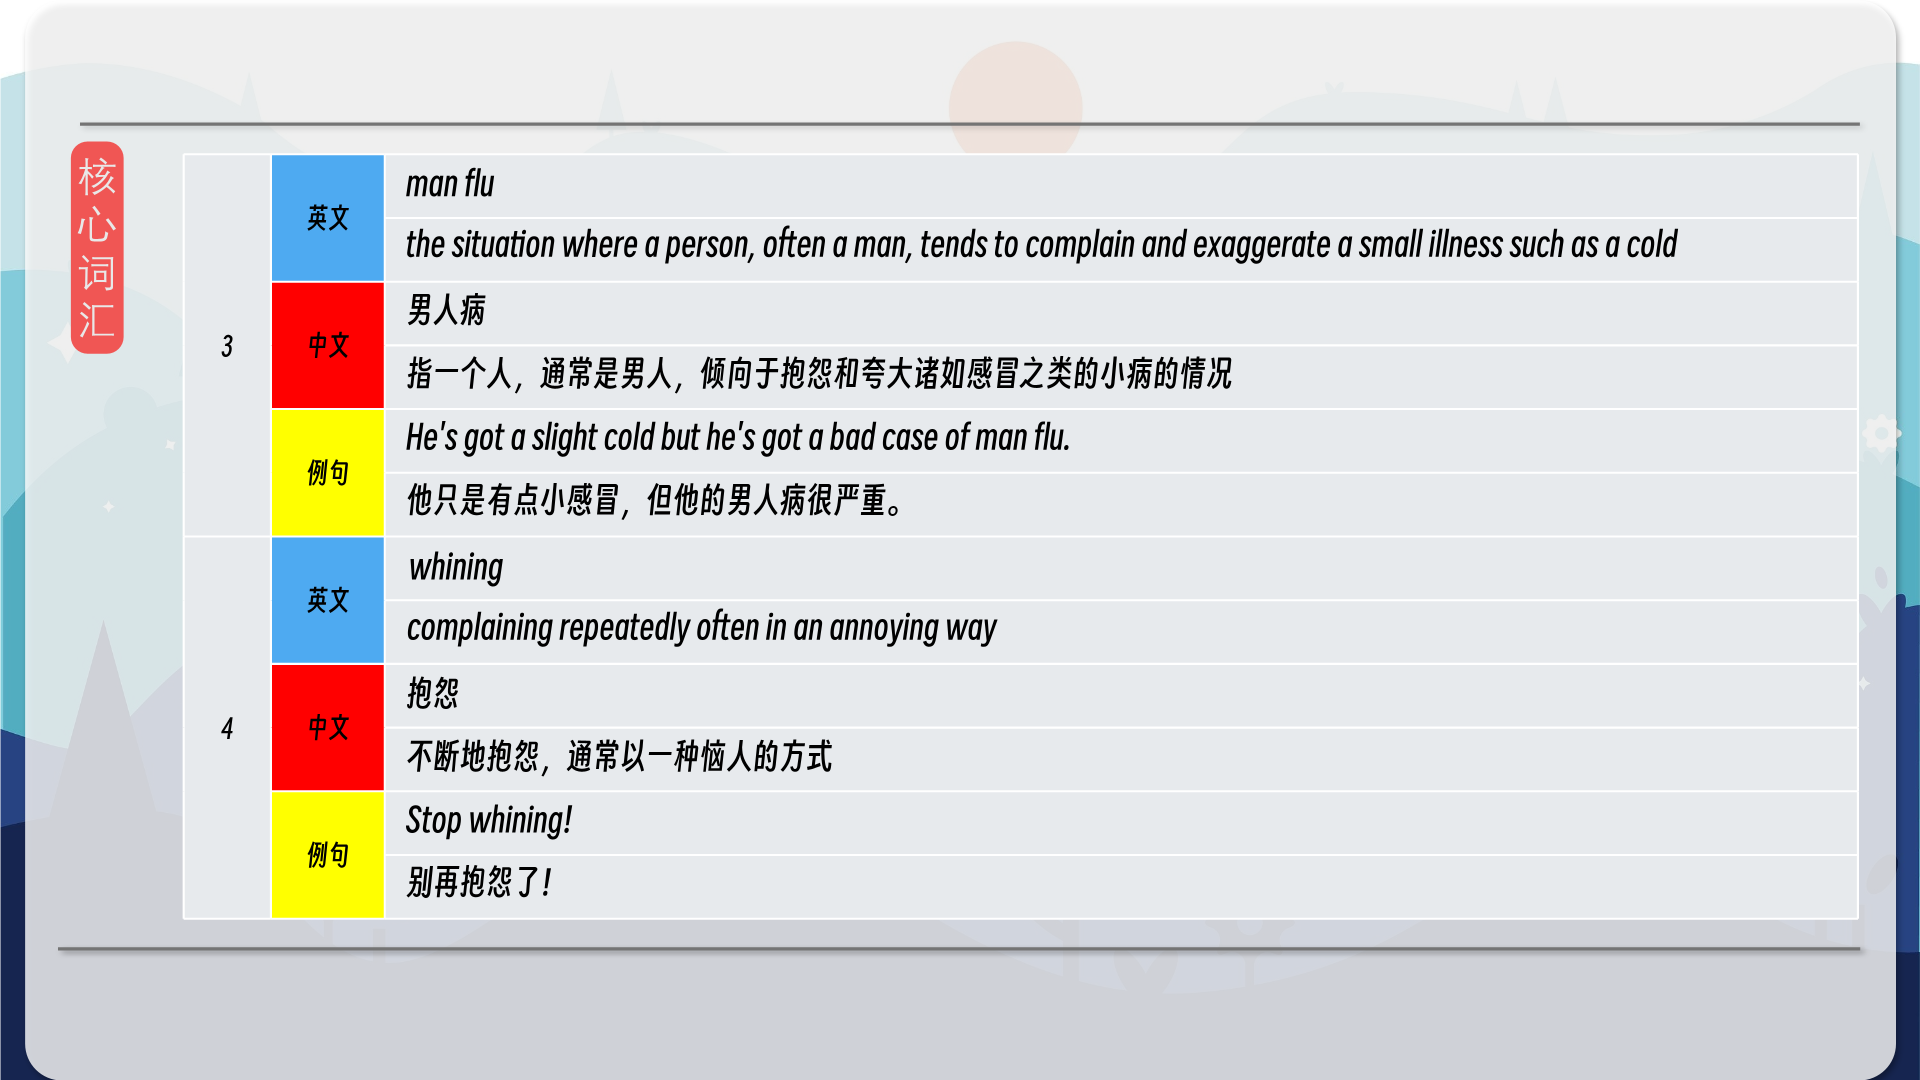 核心词汇
3
英文
man flu
the situation where a person, often a man, tends to complain and exaggerate a small illness such as a cold
中文
男人病
指一个人，通常是男人，倾向于抱怨和夸大诸如感冒之类的小病的情况
例句
He's got a slight cold but he's got a bad case of man flu.
他只是有点小感冒，但他的男人病很严重。
4
英文
whining
complaining repeatedly often in an annoying way
中文
抱怨
不断地抱怨，通常以一种恼人的方式
例句
Stop whining!
别再抱怨了！